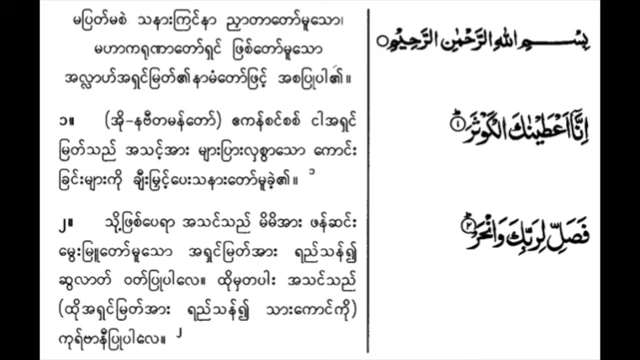 မပြတ်မစဲ သနားကြင်နာ ညှာတာတော်မူသော၊
မဟာကရုဏာတော်ရှင် ဖြစ်တော်မူသော
အလ္လာဟ်အရှင်မြတ်၏နာမံတော်ဖြင့် အစပြုပါ၏။
၁။ (အို-နဗီတမန်တော်) ဧကန်စင်စစ် ငါအရှင်
မြတ်သည် အသင့်အား များပြားလှစွာသော ကောင်း
ခြင်းများကို ချီးမြှင့်ပေးသနားတော်မူခဲ့၏။ ၁
၂။ သို့ဖြစ်ပေရာ အသင်သည် မိမိအား ဖန်ဆင်း
မွေးမြူတော်မူသော အရှင်မြတ်အား ရည်သန်၍
ဆွလာတ် ဝတ်ပြုပါလေ။ ထိုမှတပါး အသင်သည်
(ထိုအရှင်မြတ်အား ရည်သန်၍ သားကောင်ကို)
ကုရ်ဗာနီပြုပါလေ။ ၂
بِسْمِ اللهِ الرَّحْمٰنِ الرَّحِيْمِ
اِنَّاۤ اَعْطَيْنٰكَ الْكَوْثَرَ ۱
فَصَلِّ لِرَبِّكَ وَانْحَرْ ۲